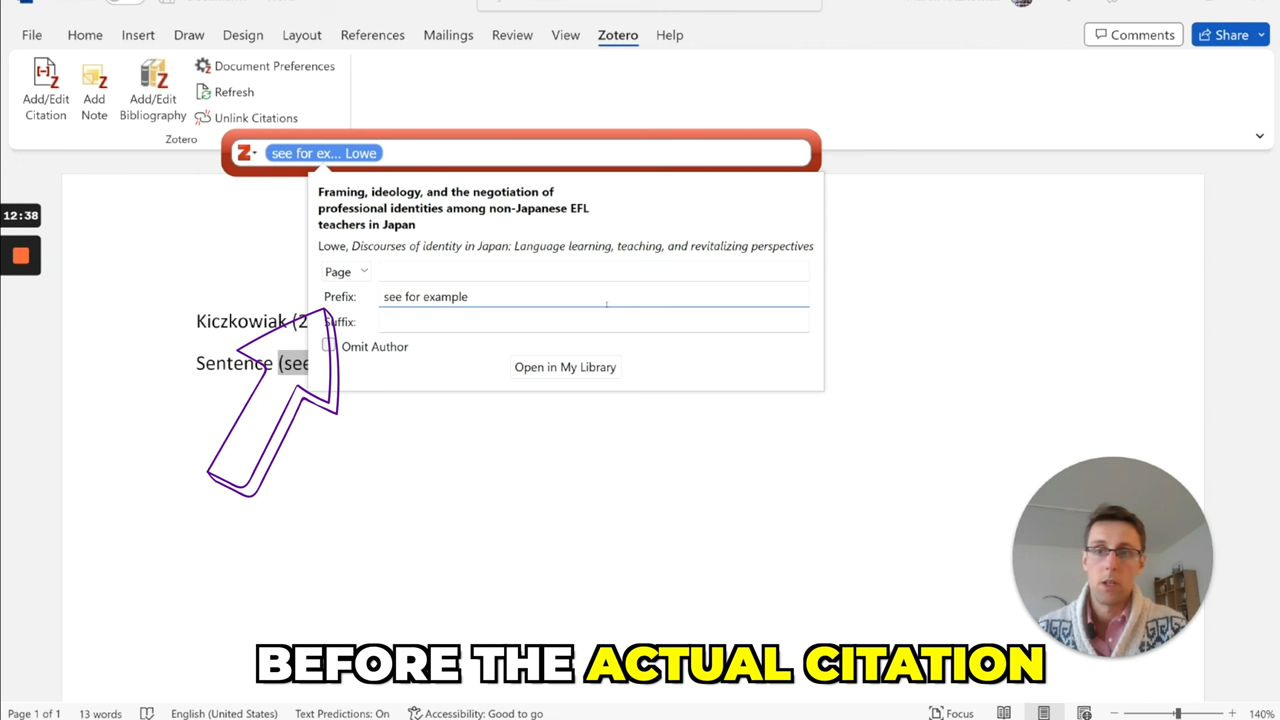 File Home Insert Draw Design Layout References Mailings Review View Zotero Help Comments Share
Add/Edit Citation
Add Note
Add/Edit Bibliography
Document Preferences
Refresh
Unlink Citations
Zotero
Z see for ex... Lowe
Framing, ideology, and the negotiation of
professional identities among non-Japanese EFL
teachers in Japan
Lowe, Discourses of identity in Japan: Language learning, teaching, and revitalizing perspectives
12:38
Page
Prefix: see for example
Suffix:
Omit Author
Open in My Library
Kiczkowiak (2
Sentence (see
BEFORE THE ACTUAL CITATION
Page 1 of 1 13 words English (United States) Text Predictions: On Accessibility: Good to go Focus 140%